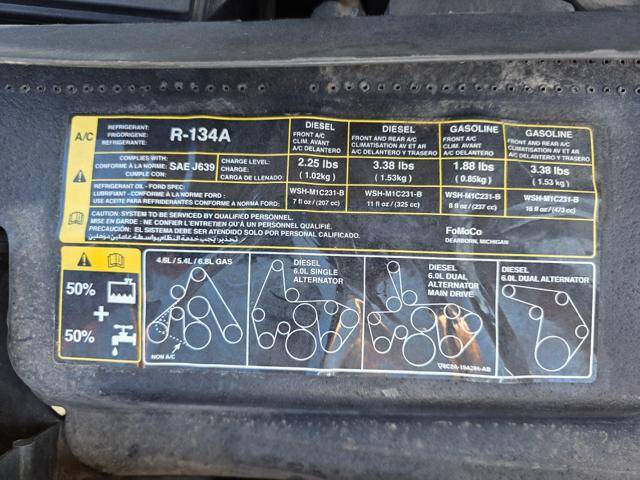 A/C
REFRIGERANT:
FRIGORIGENE:
REFRIGERANTE:
R-134A
DIESEL
FRONT A/C
CLIM. AVANT
A/C DELANTERO
DIESEL
FRONT AND REAR A/C
CLIMATISATION AV ET AR
A/C DELANTERO Y TRASERO
GASOLINE
FRONT A/C
CLIM. AVANT
A/C DELANTERO
GASOLINE
FRONT AND REAR A/C
CLIMATISATION AV ET AR
A/C DELANTERO Y TRASERO
COMPLIES WITH:
CONFORME À LA NORME:
CUMPLE CON:
SAE J639
CHARGE LEVEL:
CHARGE:
CARGA DE LLENADO:
2.25 lbs
(1.02kg)
3.38 lbs
(1.53kg)
1.88 lbs
(0.85kg)
3.38 lbs
(1.53 kg)
REFRIGERANT OIL - FORD SPEC:
LUBRIFIANT - CONFORME À LA NORME FORD:
USE ACEITE PARA REFRIGERANTES CONFORME A NORMA FORD:
WSH-M1C231-B
7 fl oz (207 cc)
WSH-M1C231-B
11 fl oz (325 cc)
WSH-M1C231-B
8 fl oz (237 cc)
WSH-M1C231-B
16 fl oz (473 cc)
CAUTION: SYSTEM TO BE SERVICED BY QUALIFIED PERSONNEL.
MISE EN GARDE: NE CONFIER L'ENTRETIEN QU'À UN PERSONNEL QUALIFIÉ.
PRECAUCIÓN: EL SISTEMA DEBE SER ATENDIDO SOLO POR PERSONAL CALIFICADO.
تحذير: يجب خدمة النظام بواسطة عاملين مؤهلين
FoMoCo
DEARBORN, MICHIGAN
50%
+
50%
4.6L / 5.4L / 6.8L GAS
NON A/C
DIESEL
6.0L SINGLE
ALTERNATOR
DIESEL
6.0L DUAL
ALTERNATOR
MAIN DRIVE
DIESEL
6.0L DUAL ALTERNATOR